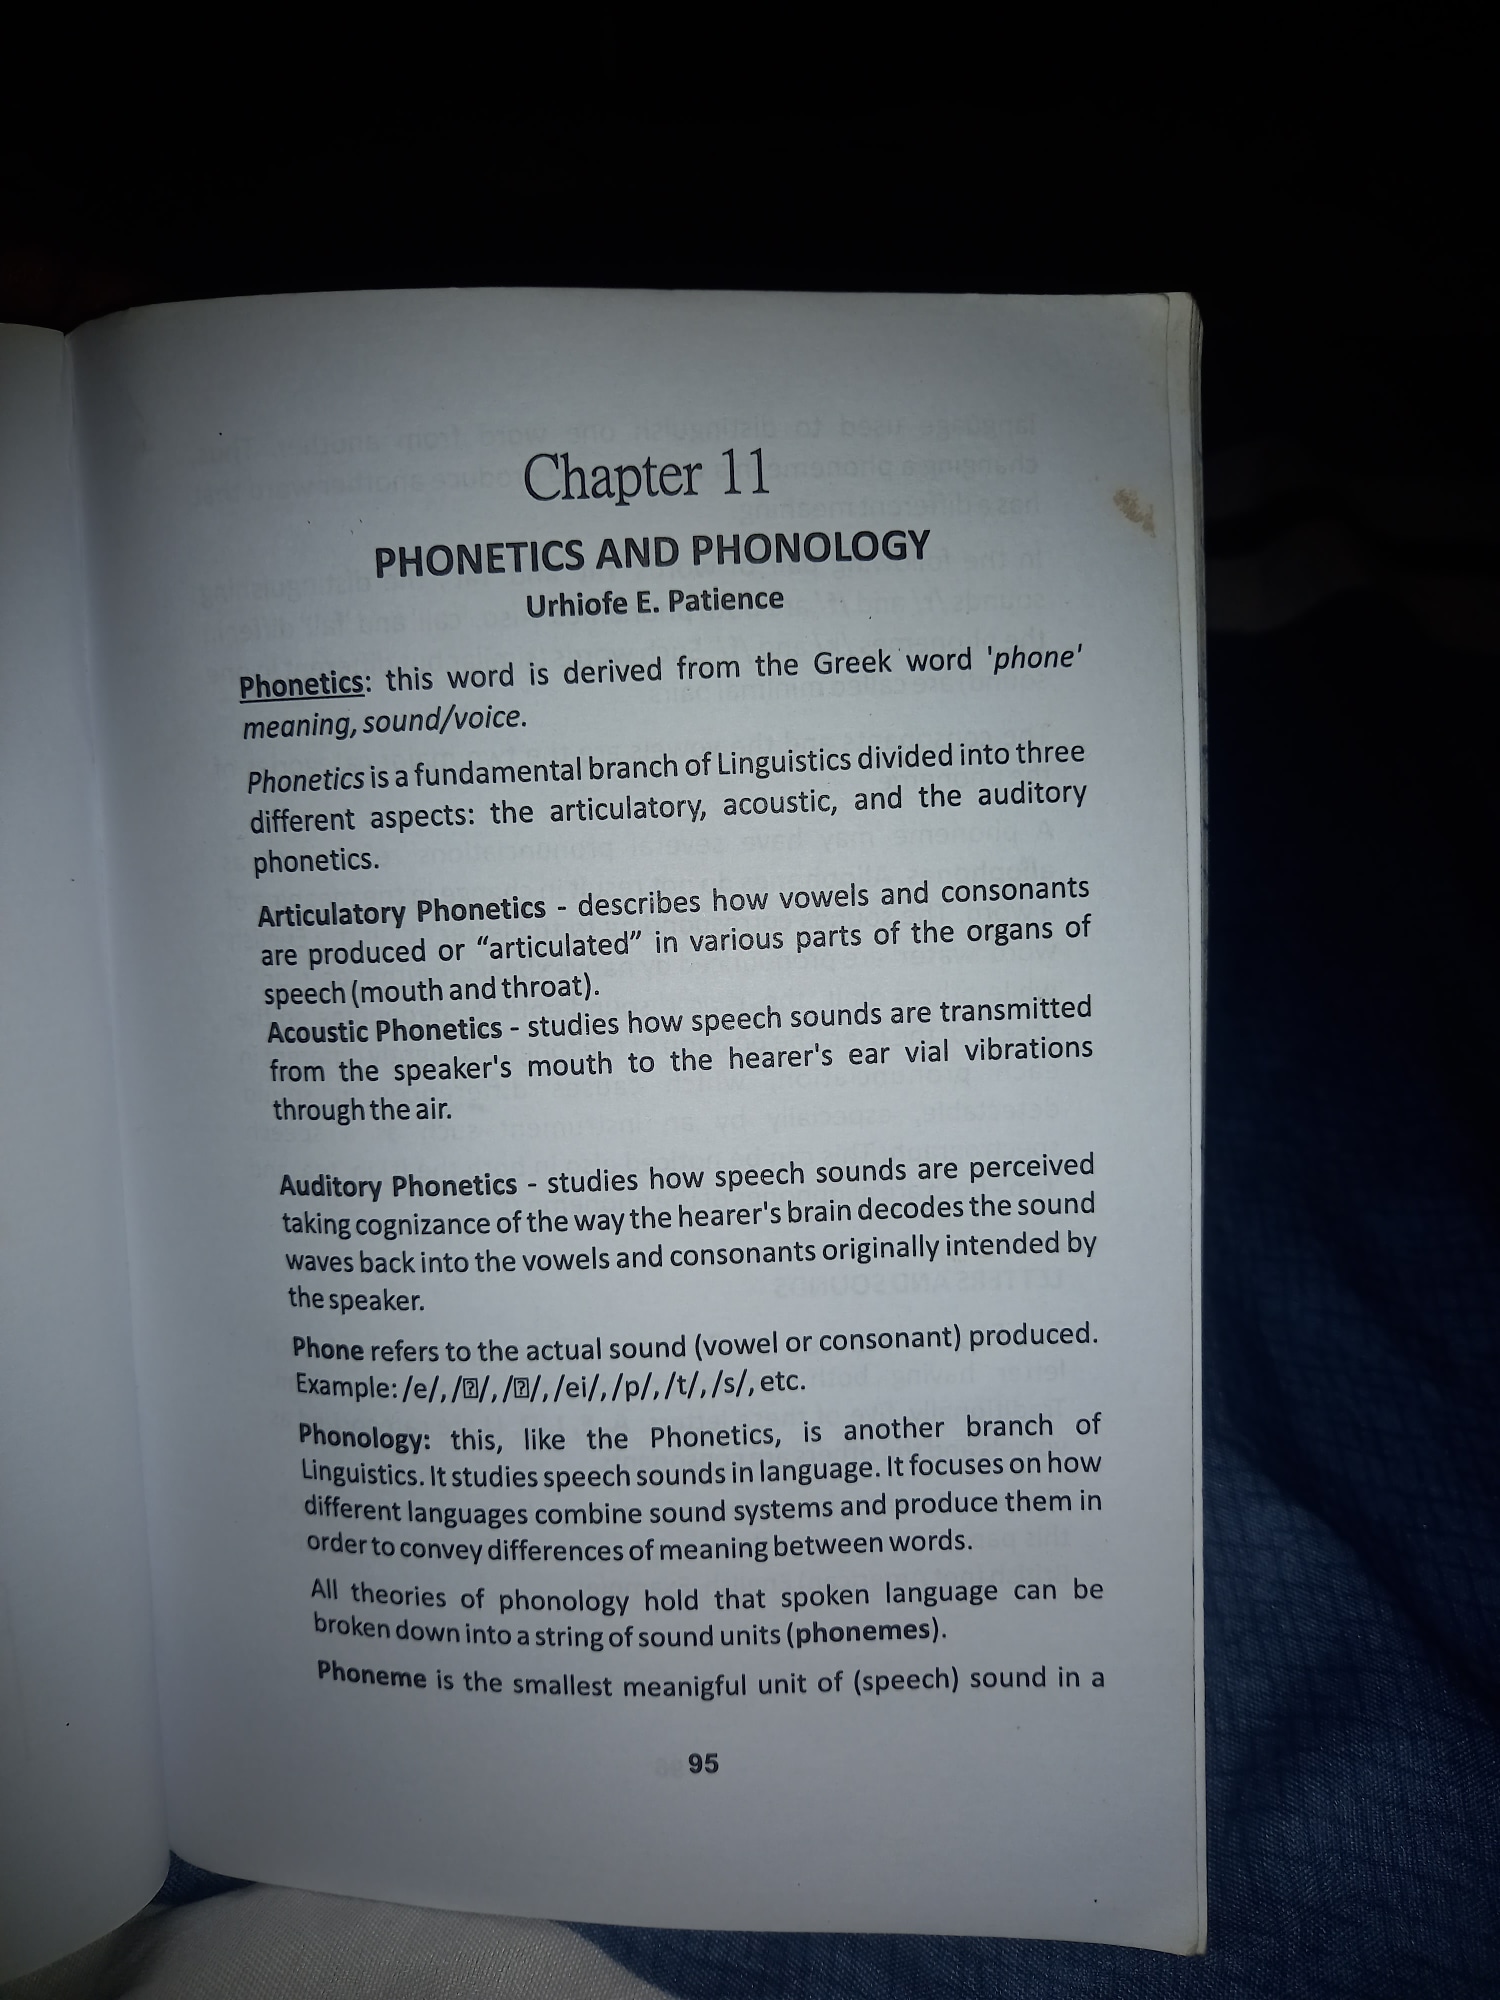 Chapter 11
PHONETICS AND PHONOLOGY
Urhiofe E. Patience
Phonetics: this word is derived from the Greek word 'phone'
meaning, sound/voice.
Phonetics is a fundamental branch of Linguistics divided into three
different aspects: the articulatory, acoustic, and the auditory
phonetics.
Articulatory Phonetics - describes how vowels and consonants
are produced or “articulated” in various parts of the organs of
speech (mouth and throat).
Acoustic Phonetics - studies how speech sounds are transmitted
from the speaker's mouth to the hearer's ear vial vibrations
through the air.
Auditory Phonetics - studies how speech sounds are perceived
taking cognizance of the way the hearer's brain decodes the sound
waves back into the vowels and consonants originally intended by
the speaker.
Phone refers to the actual sound (vowel or consonant) produced.
Example: /e/, /⍰/, /⍰/, /ei/, /p/, /t/, /s/, etc.
Phonology: this, like the Phonetics, is another branch of
Linguistics. It studies speech sounds in language. It focuses on how
different languages combine sound systems and produce them in
order to convey differences of meaning between words.
All theories of phonology hold that spoken language can be
broken down into a string of sound units (phonemes).
Phoneme is the smallest meanigful unit of (speech) sound in a
95